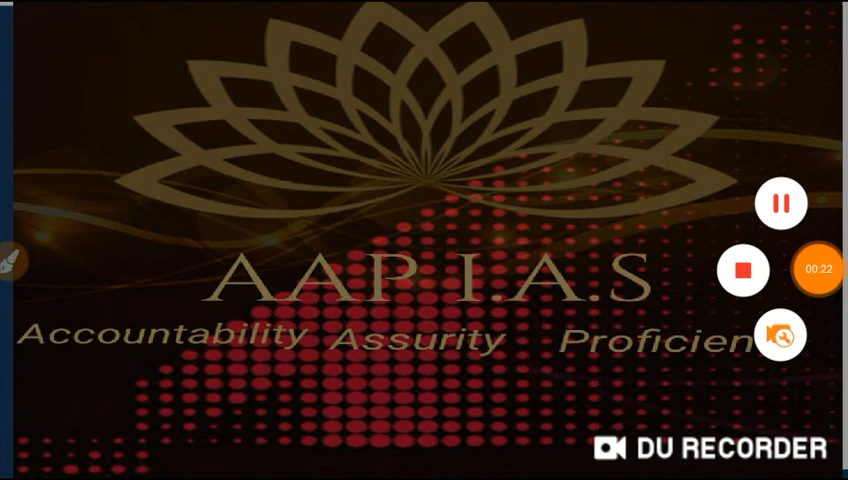 AAP I.A.S
Accountability Assurity Proficien
00:22
DU RECORDER